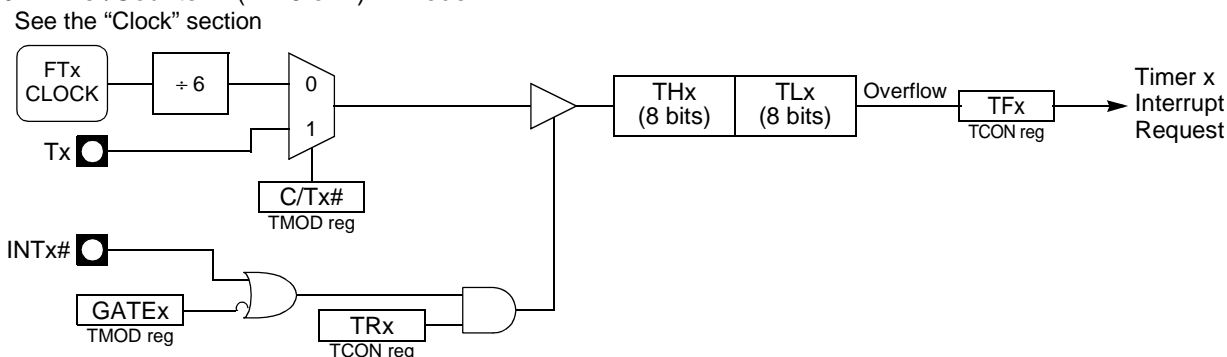 See the “Clock” section
FTx
CLOCK
÷ 6
0
1
Tx
C/Tx#
TMOD reg
THx
(8 bits)
TLx
(8 bits)
Overflow
TFx
TCON reg
Timer x
Interrupt
Request
INTx#
GATEx
TMOD reg
TRx
TCON reg